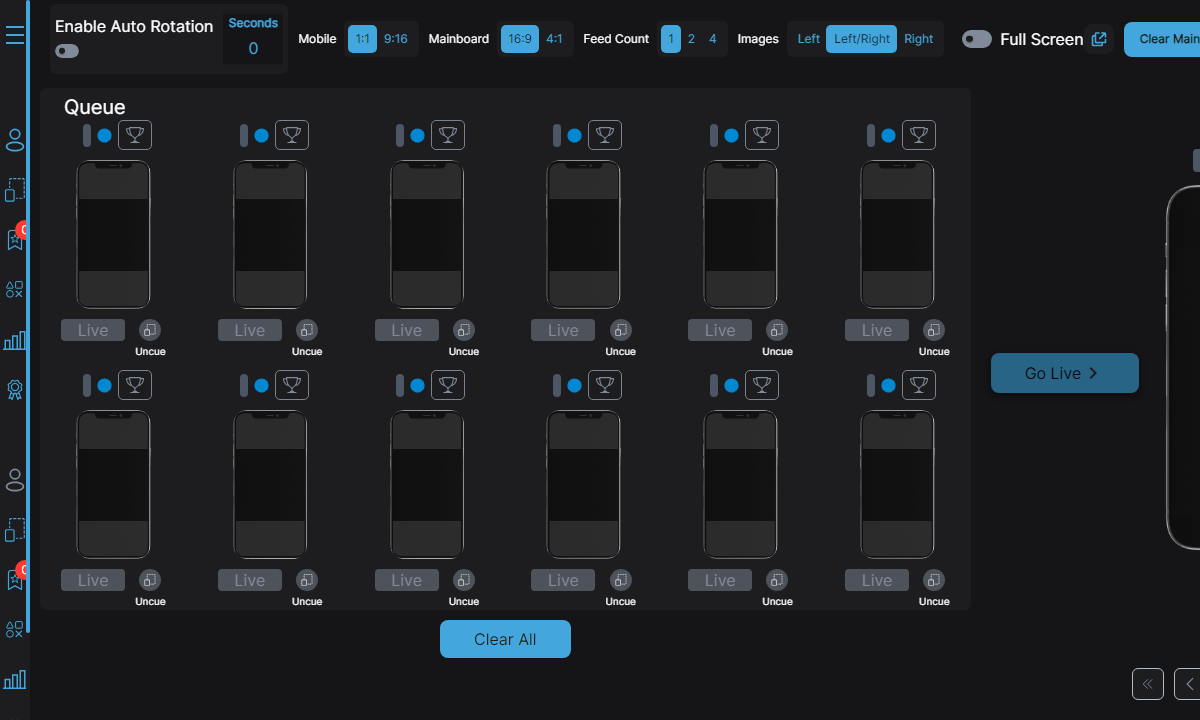 Enable Auto Rotation
Seconds
0
Mobile 1:1 9:16 Mainboard 16:9 4:1 Feed Count 1 2 4 Images Left Left/Right Right Full Screen Clear Main
Queue
Live Live Live Live Live Live
Uncue Uncue Uncue Uncue Uncue Uncue
Go Live
Live Live Live Live Live Live
Uncue Uncue Uncue Uncue Uncue Uncue
Clear All